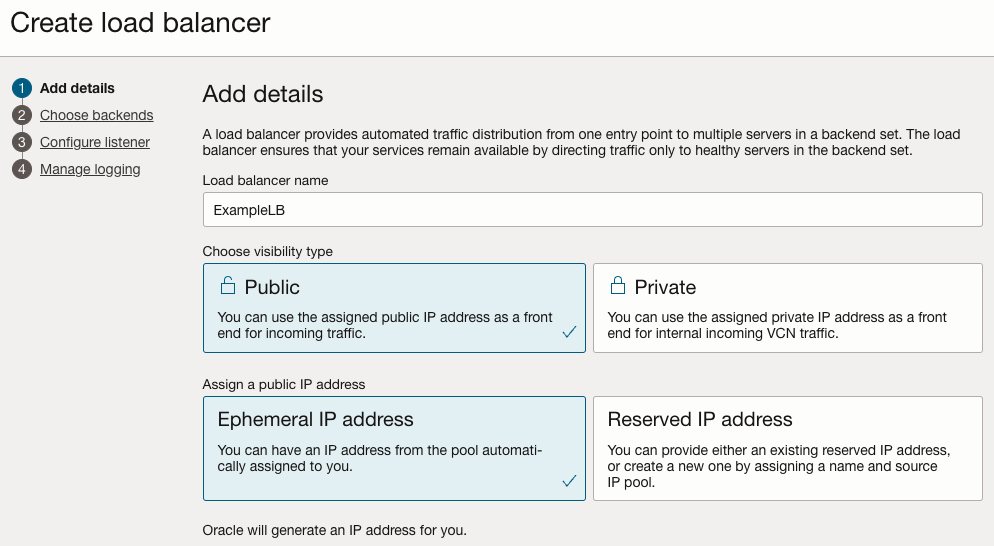 Create load balancer
1 Add details
2 Choose backends
3 Configure listener
4 Manage logging
Add details
A load balancer provides automated traffic distribution from one entry point to multiple servers in a backend set. The load
balancer ensures that your services remain available by directing traffic only to healthy servers in the backend set.
Load balancer name
ExampleLB
Choose visibility type
Public
You can use the assigned public IP address as a front
end for incoming traffic.
Private
You can use the assigned private IP address as a front
end for internal incoming VCN traffic.
Assign a public IP address
Ephemeral IP address
You can have an IP address from the pool automati-
cally assigned to you.
Reserved IP address
You can provide either an existing reserved IP address,
or create a new one by assigning a name and source
IP pool.
Oracle will generate an IP address for you.